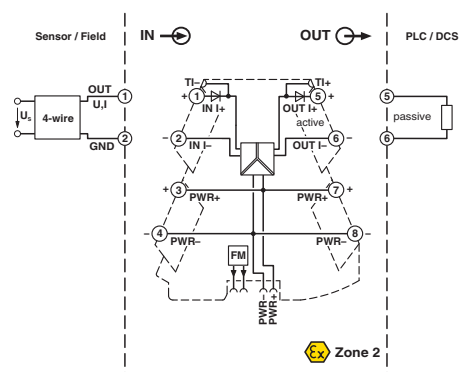 Sensor / Field
IN
OUT
PLC / DCS
OUT
U,I
1
Us
4-wire
GND
2
TI–
+ 1
IN I+
TI+
5 +
OUT I+
active
– 2
IN I–
OUT I–
6 –
+ 3
PWR+
PWR+
7 +
– 4
PWR–
PWR–
8 –
FM
PWR–
PWR+
5
passive
6
Ex Zone 2